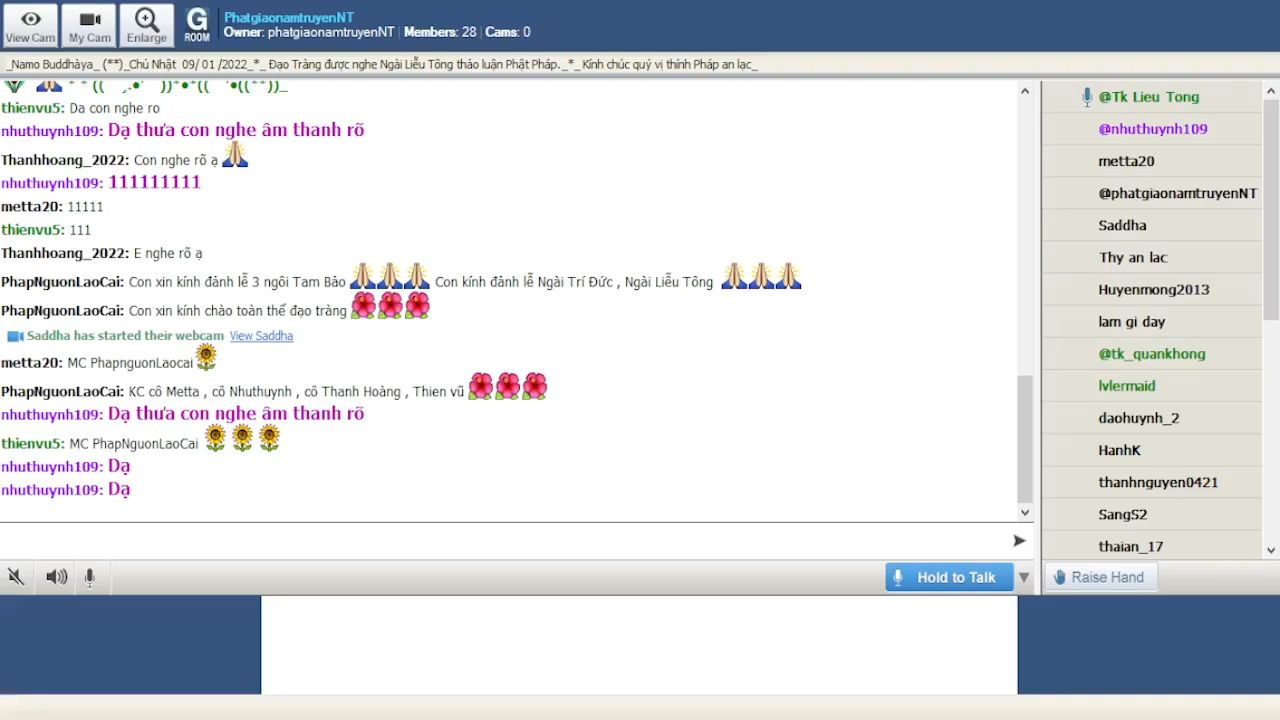 View Cam
My Cam
Enlarge
G
ROOM
PhatgiaonamtruyenNT
Owner: phatgiaonamtruyenNT | Members: 28 | Cams: 0
_Namo Buddhàya_ (**)_Chú Nhật 09/ 01 /2022_*_ Đạo Tràng được nghe Ngài Liễu Tông thảo luận Phật Pháp._*_Kính chúc quý vị thính Pháp an lạc_
thienvu5: Da con nghe ro
nhuthuynh109: Dạ thưa con nghe âm thanh rõ
Thanhhoang_2022: Con nghe rõ ạ
nhuthuynh109: 111111111
metta20: 11111
thienvu5: 111
Thanhhoang_2022: E nghe rõ ạ
PhapNguonLaoCai: Con xin kính đảnh lễ 3 ngôi Tam Bảo Con kính đảnh lễ Ngài Trí Đức , Ngài Liễu Tông
PhapNguonLaoCai: Con xin kính chào toàn thể đạo tràng
Saddha has started their webcam View Saddha
metta20: MC PhapnguonLaocai
PhapNguonLaoCai: KC cô Metta , cô Nhuthuynh , cô Thanh Hoàng , Thien vũ
nhuthuynh109: Dạ thưa con nghe âm thanh rõ
thienvu5: MC PhapNguonLaoCai
nhuthuynh109: Dạ
nhuthuynh109: Dạ
Hold to Talk
@Tk Lieu Tong
@nhuthuynh109
metta20
@phatgiaonamtruyenNT
Saddha
Thy an lac
Huyenmong2013
lam gi day
@tk_quankhong
lvlermaid
daohuynh_2
HanhK
thanhnguyen0421
SangS2
thaian_17
Raise Hand